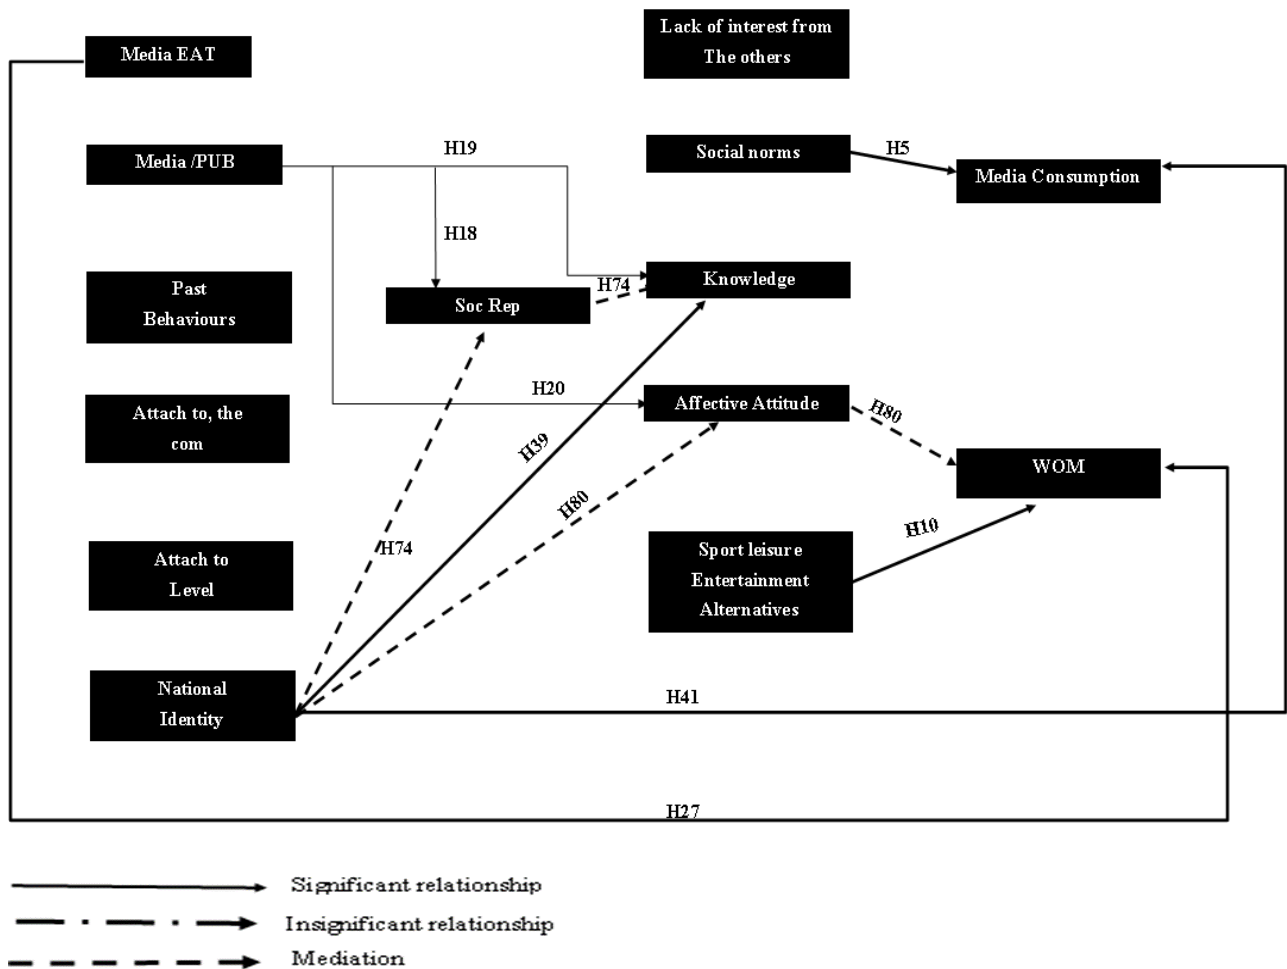 Lack of interest from
The others
Media EAT
Media /PUB
H19
Social norms
H5
Media Consumption
H18
Past
Behaviours
Soc Rep
H74
Knowledge
Attach to, the
com
H20
Affective Attitude
H80
H39
WOM
H80
H10
Attach to
Level
H74
Sport leisure
Entertainment
Alternatives
National
Identity
H41
H27
Significant relationship
Insignificant relationship
Mediation